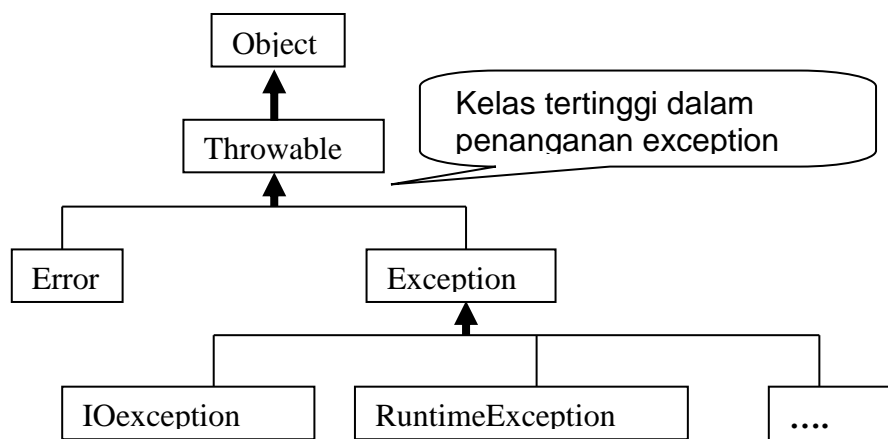 Object
Kelas tertinggi dalam
penanganan exception
Throwable
Error
Exception
IOexception
RuntimeException
....